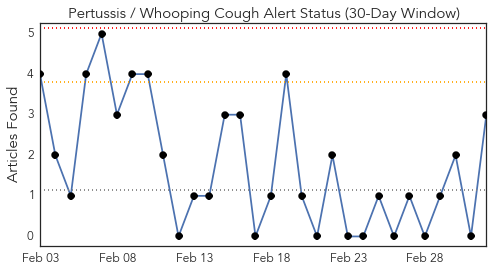 Pertussis / Whooping Cough Alert Status (30-Day Window)
Articles Found
5
4
3
2
1
0
Feb 03 Feb 08 Feb 13 Feb 18 Feb 23 Feb 28